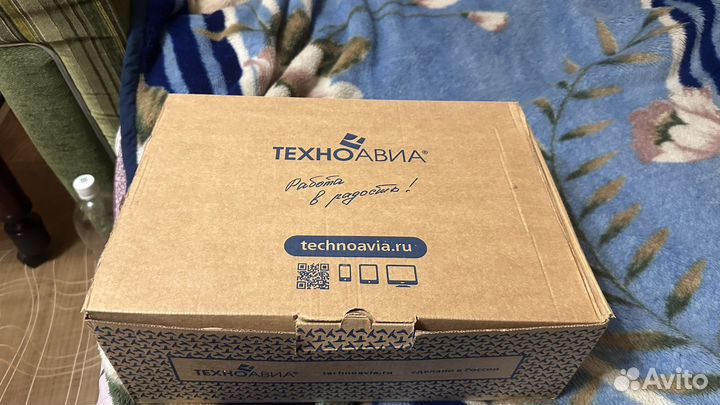 ТЕХНОАВИА®
Работа
в радость!
technoavia.ru
ТЕХНОАВИА® technoavia.ru сделано в России
Avito